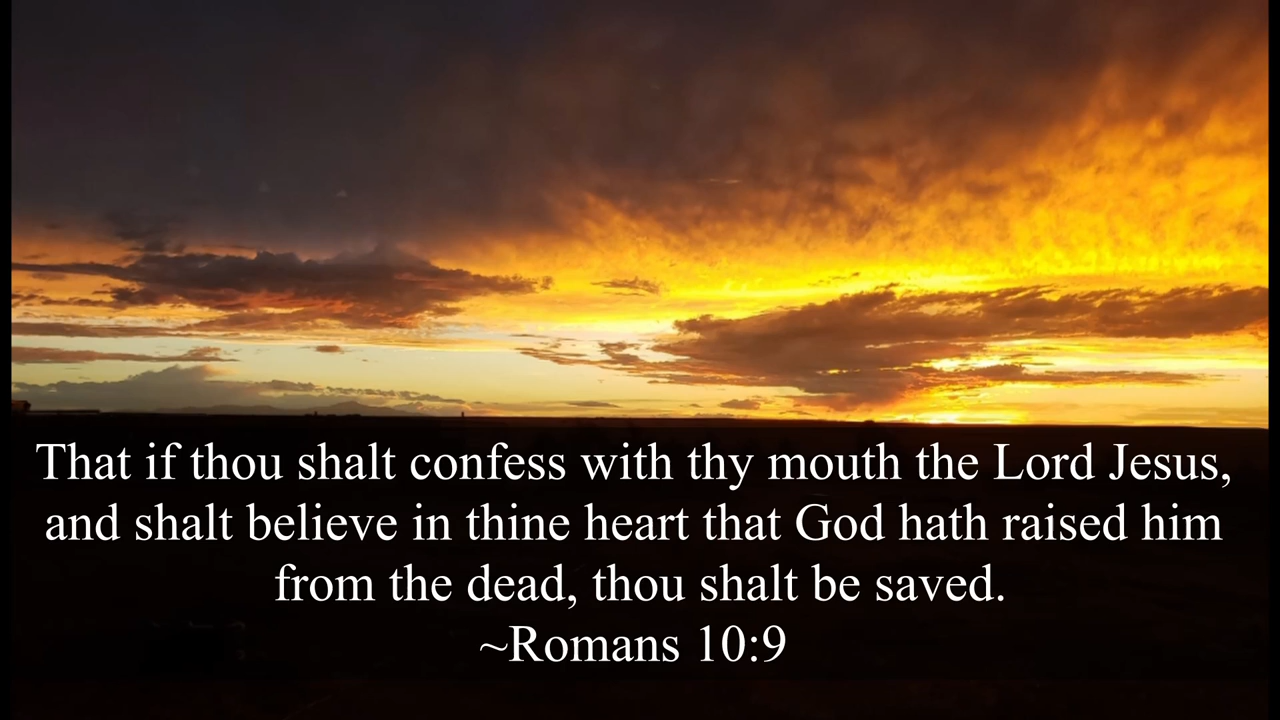 That if thou shalt confess with thy mouth the Lord Jesus,
and shalt believe in thine heart that God hath raised him
from the dead, thou shalt be saved.
~Romans 10:9